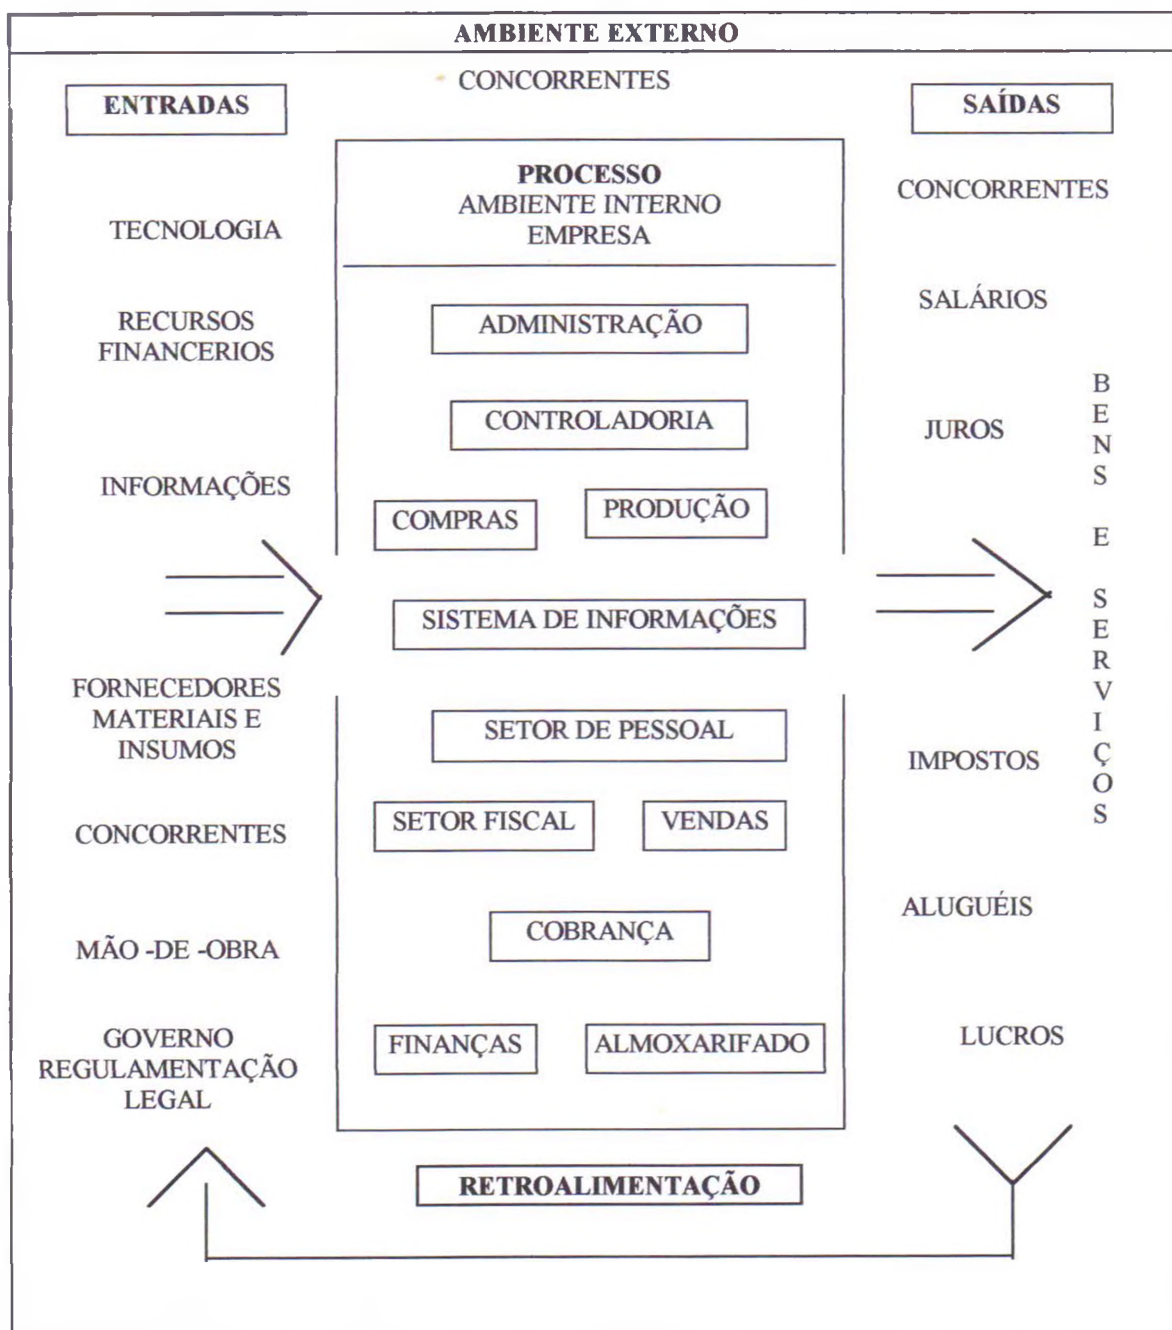 AMBIENTE EXTERNO
CONCORRENTES
ENTRADAS
TECNOLOGIA
RECURSOS
FINANCERIOS
INFORMAÇÕES
FORNECEDORES
MATERIAIS E
INSUMOS
CONCORRENTES
MÃO -DE -OBRA
GOVERNO
REGULAMENTAÇÃO
LEGAL
PROCESSO
AMBIENTE INTERNO
EMPRESA
ADMINISTRAÇÃO
CONTROLADORIA
COMPRAS
PRODUÇÃO
SISTEMA DE INFORMAÇÕES
SETOR DE PESSOAL
SETOR FISCAL
VENDAS
COBRANÇA
FINANÇAS
ALMOXARIFADO
SAÍDAS
CONCORRENTES
SALÁRIOS
JUROS
IMPOSTOS
ALUGUÉIS
LUCROS
BENS E SERVIÇOS
RETROALIMENTAÇÃO